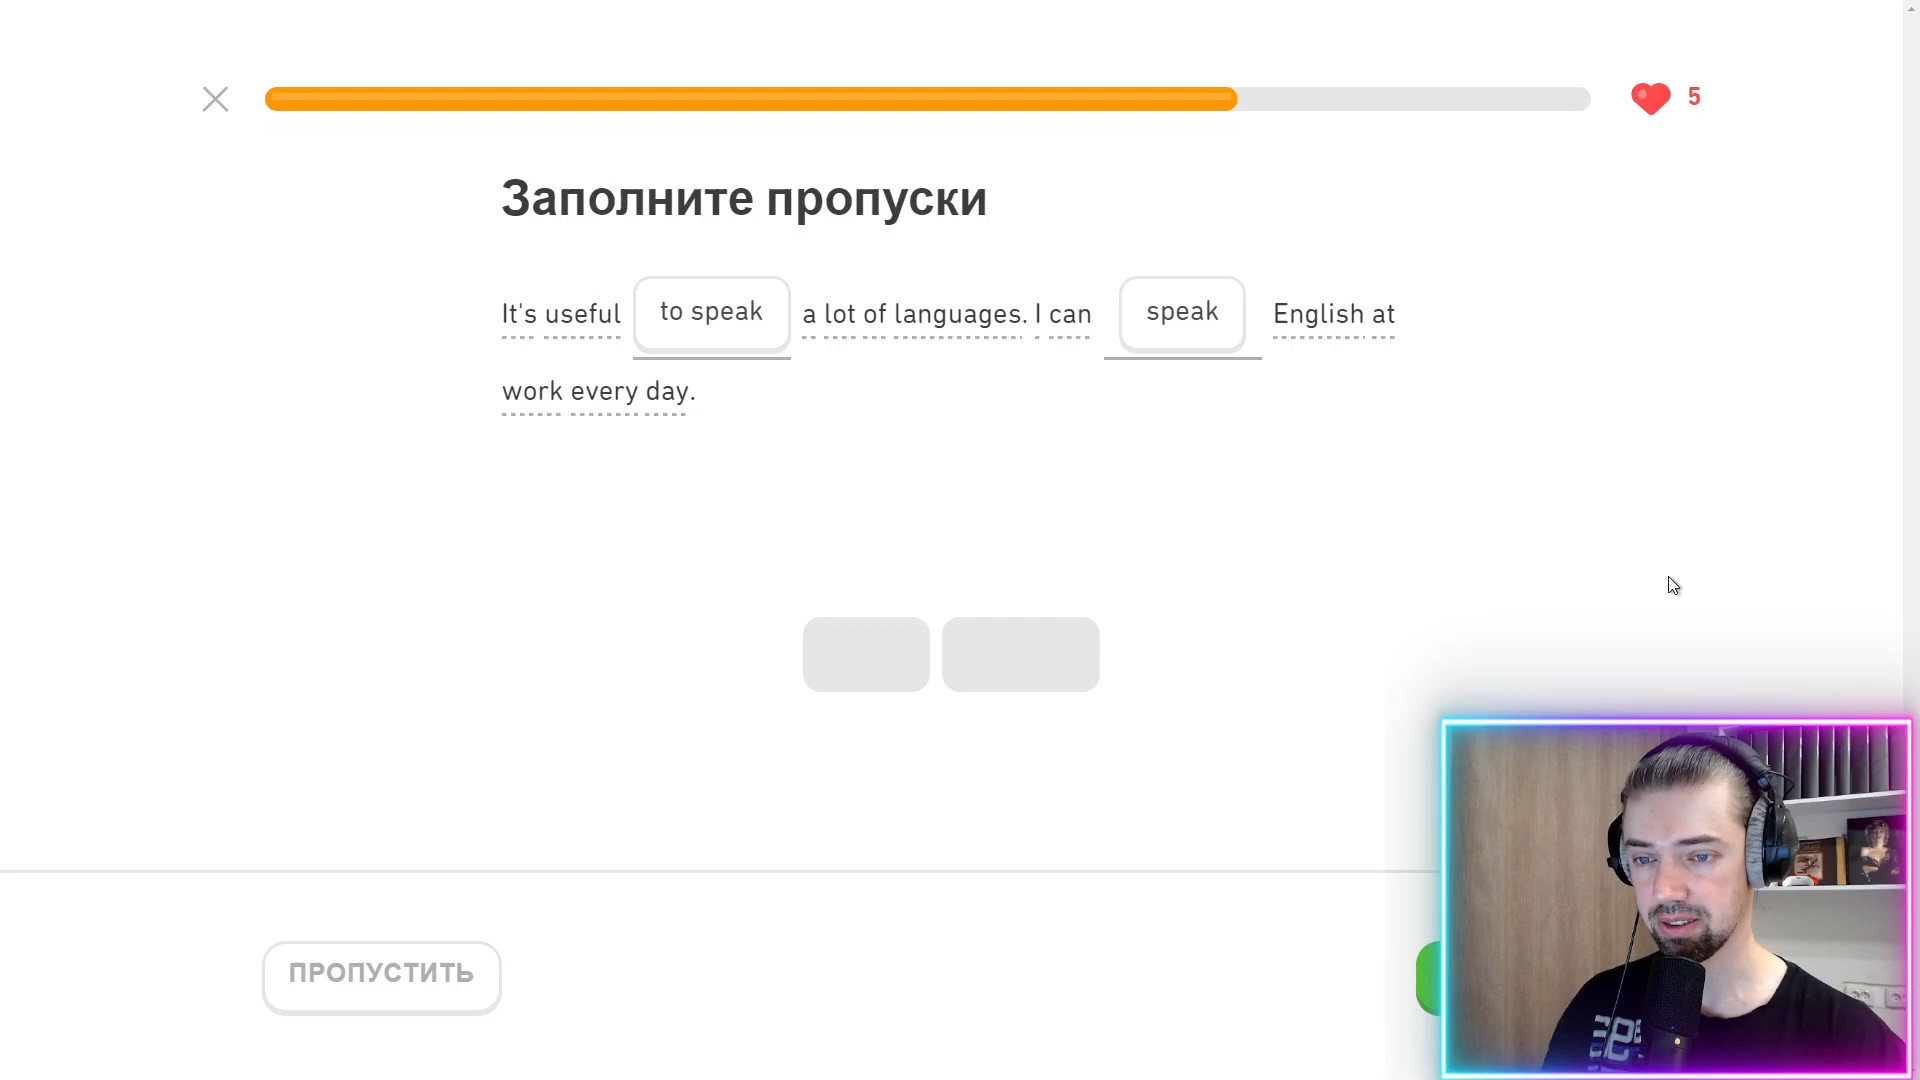 5
Заполните пропуски
It's useful to speak a lot of languages. I can speak English at
work every day.
ПРОПУСТИТЬ